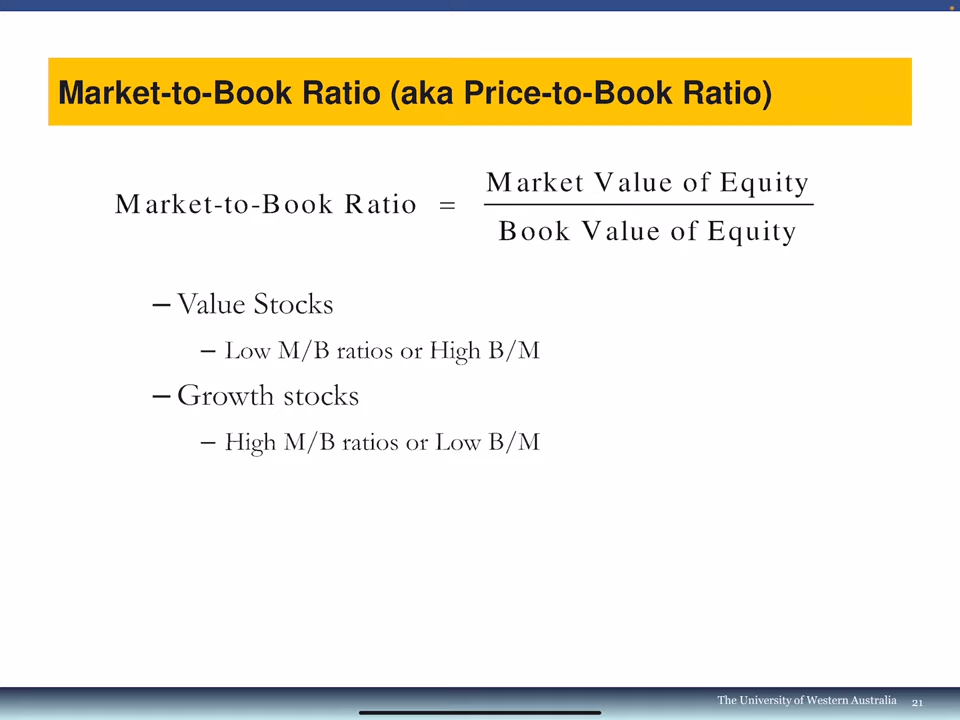 Market-to-Book Ratio (aka Price-to-Book Ratio)
Market-to-Book Ratio = Market Value of Equity
Book Value of Equity
– Value Stocks
– Low M/B ratios or High B/M
– Growth stocks
– High M/B ratios or Low B/M
The University of Western Australia 21